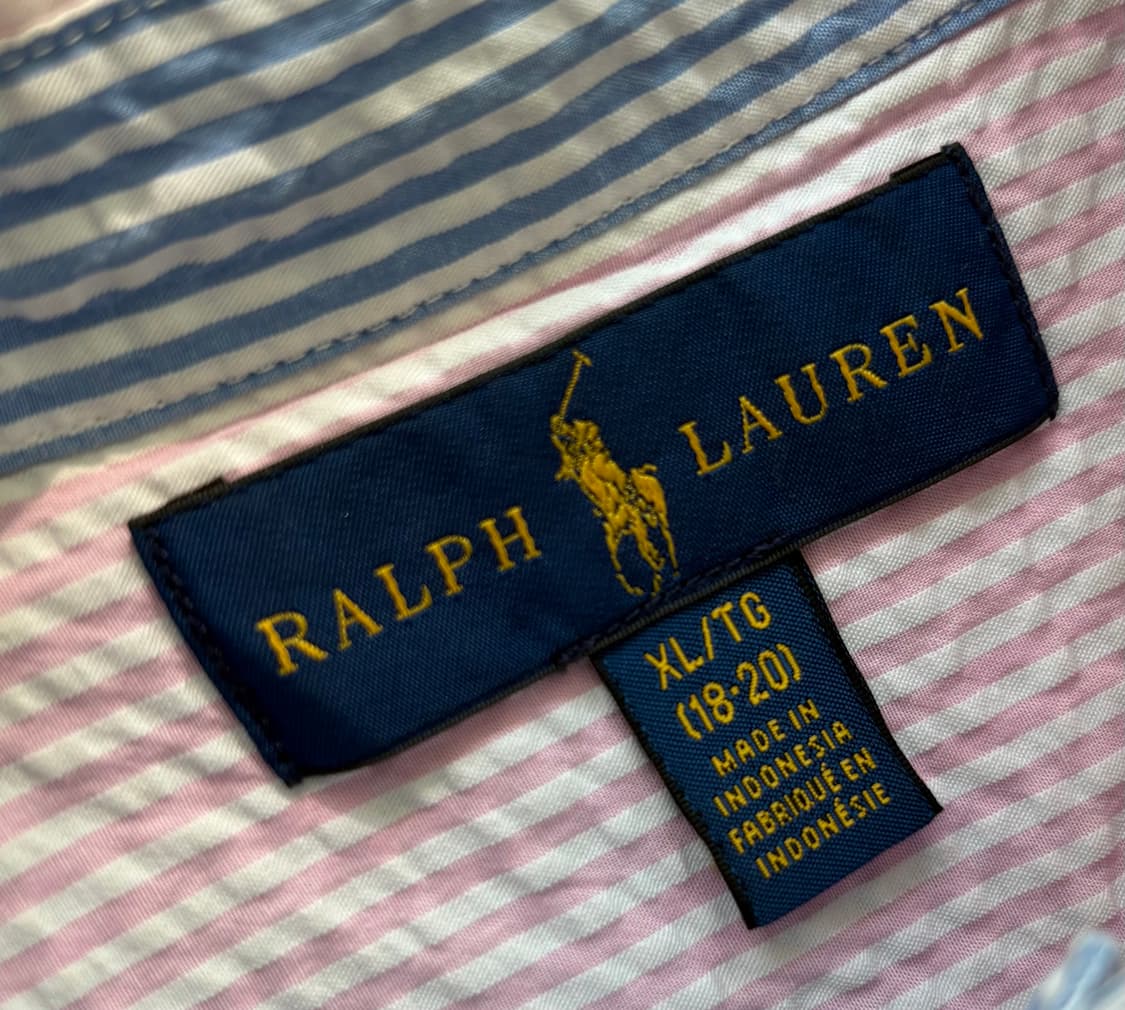 RALPH LAUREN
XL/TG
(18-20)
MADE IN
INDONESIA
FABRIQUÉ EN
INDONÉSIE